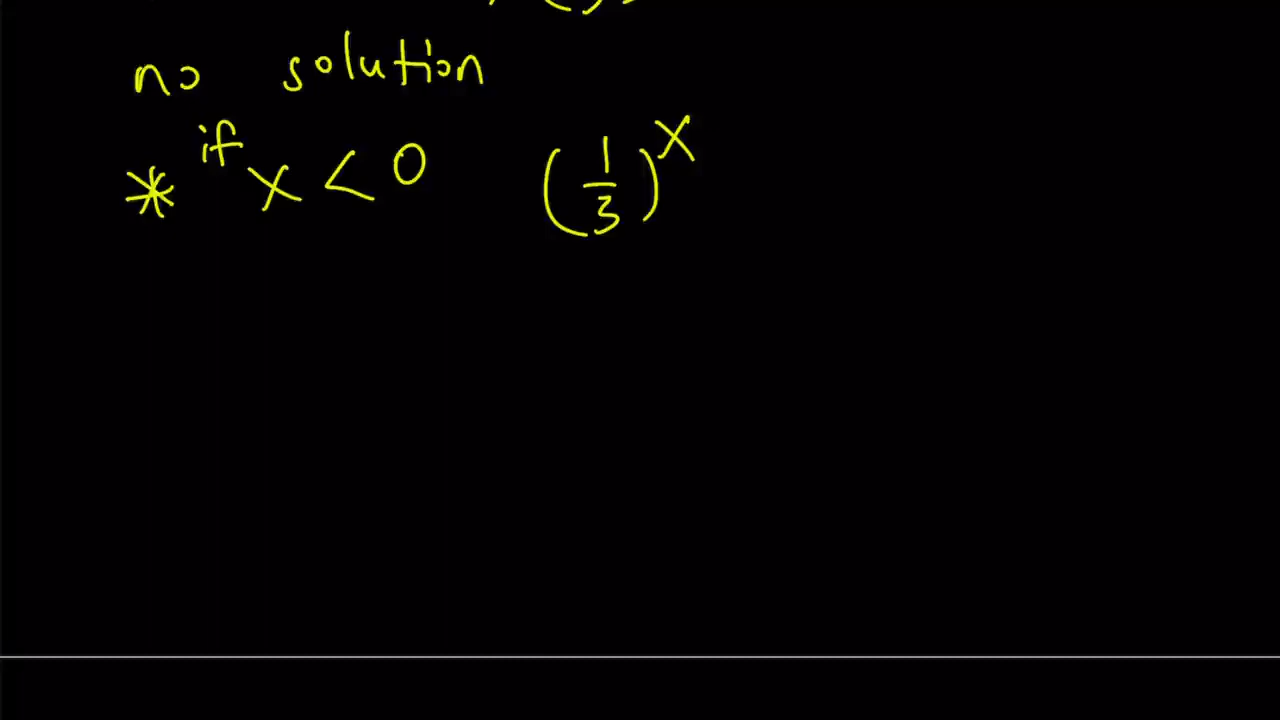 no solution
* if x < 0 (1/3)^x